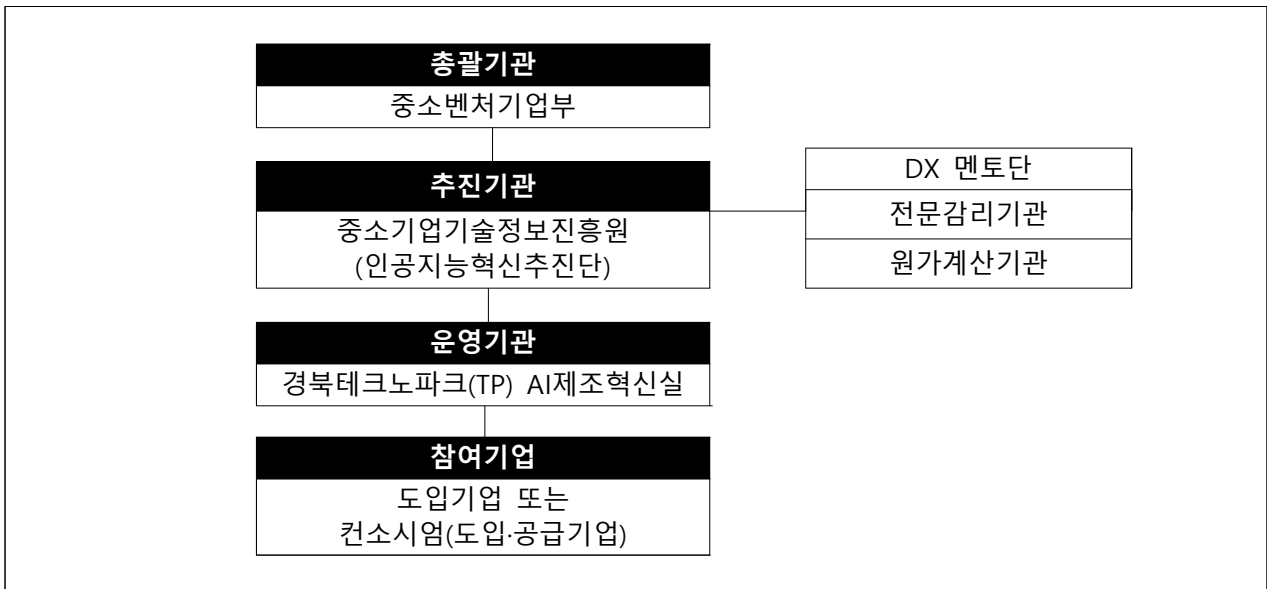 총괄기관
중소벤처기업부
추진기관
중소기업기술정보진흥원
(인공지능혁신추진단)
DX 멘토단
전문감리기관
원가계산기관
운영기관
경북테크노파크(TP) AI제조혁신실
참여기업
도입기업 또는
컨소시엄(도입·공급기업)